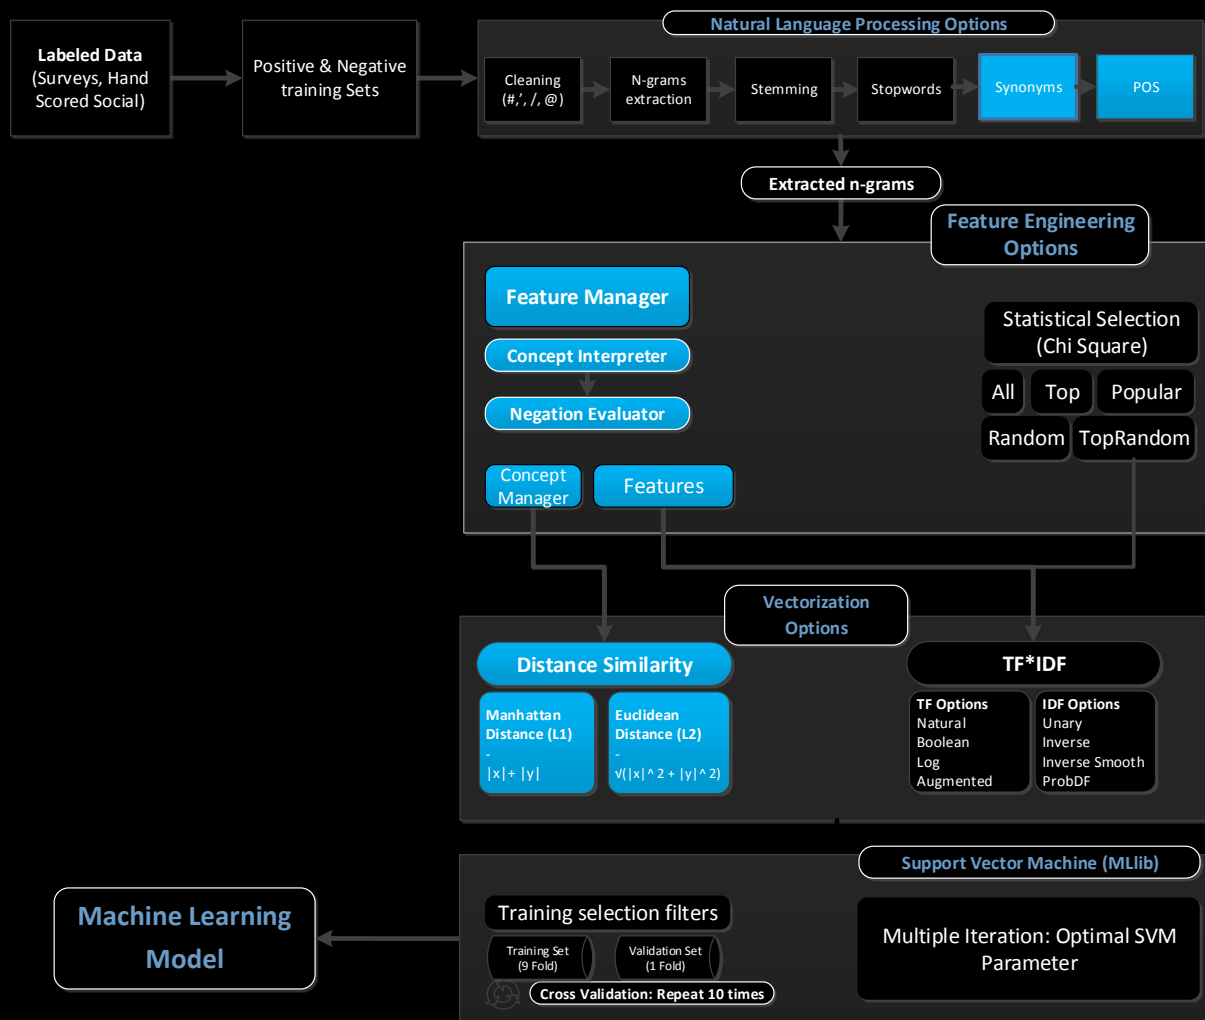 Natural Language Processing Options
Labeled Data
(Surveys, Hand
Scored Social)
Positive & Negative
training Sets
Cleaning
(#,’, /, @)
N-grams
extraction
Stemming
Stopwords
Synonyms
POS
Extracted n-grams
Feature Engineering
Options
Feature Manager
Concept Interpreter
Negation Evaluator
Concept
Manager
Features
Statistical Selection
(Chi Square)
All
Top
Popular
Random
TopRandom
Vectorization
Options
Distance Similarity
Manhattan
Distance (L1)
-
|x|+ |y|
Euclidean
Distance (L2)
-
√(|x|^2 + |y|^2)
TF*IDF
TF Options
Natural
Boolean
Log
Augmented
IDF Options
Unary
Inverse
Inverse Smooth
ProbDF
Support Vector Machine (MLlib)
Training selection filters
Training Set
(9 Fold)
Validation Set
(1 Fold)
Cross Validation: Repeat 10 times
Multiple Iteration: Optimal SVM
Parameter
Machine Learning
Model